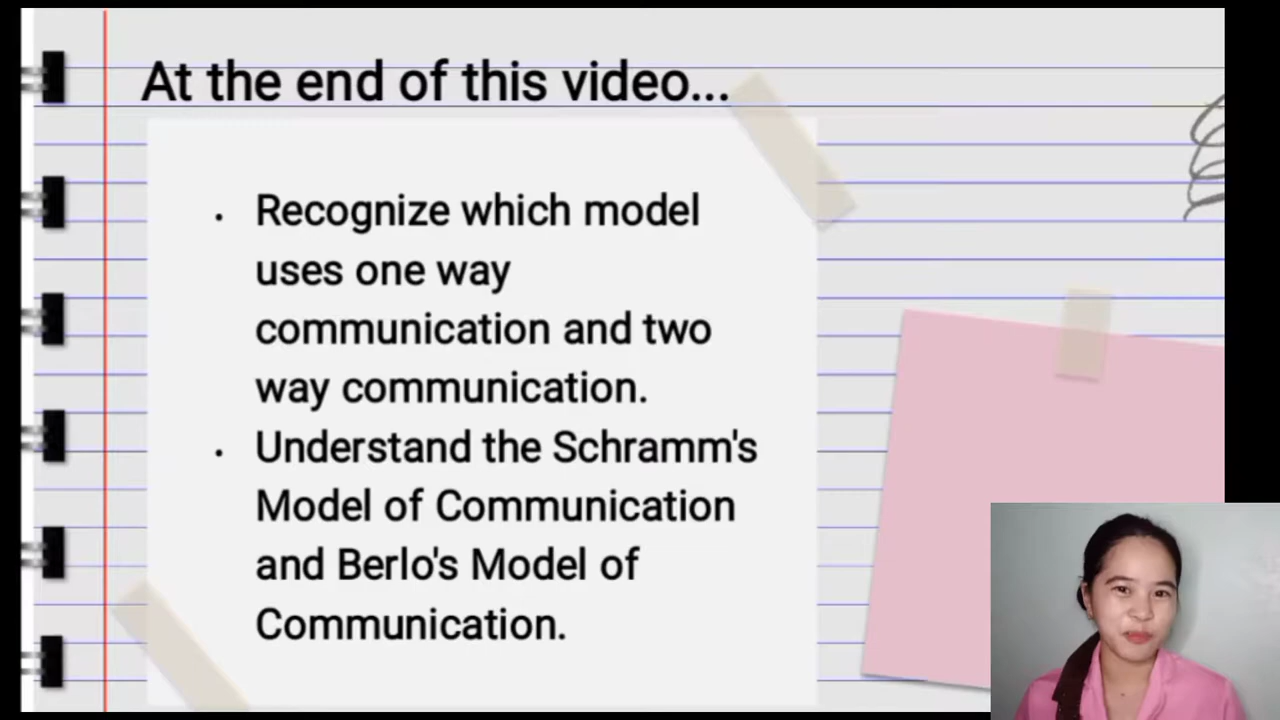 At the end of this video...
• Recognize which model
uses one way
communication and two
way communication.
• Understand the Schramm's
Model of Communication
and Berlo's Model of
Communication.